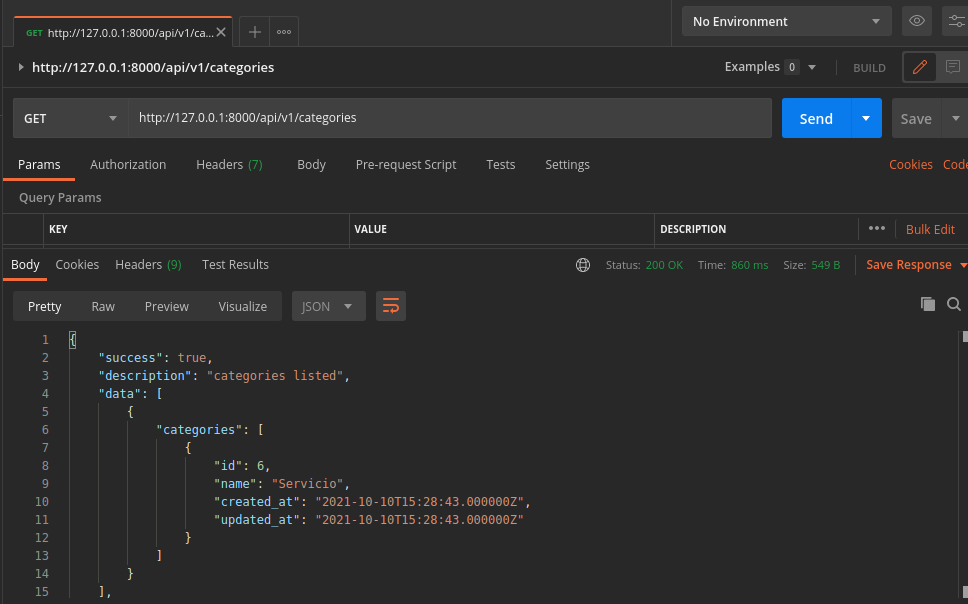 GET http://127.0.0.1:8000/api/v1/ca...
No Environment
http://127.0.0.1:8000/api/v1/categories
Examples 0
BUILD
GET http://127.0.0.1:8000/api/v1/categories Send Save
Params Authorization Headers (7) Body Pre-request Script Tests Settings Cookies Code
Query Params
KEY VALUE DESCRIPTION Bulk Edit
Body Cookies Headers (9) Test Results Status: 200 OK Time: 860 ms Size: 549 B Save Response
Pretty Raw Preview Visualize JSON
1 {
2 "success": true,
3 "description": "categories listed",
4 "data": [
5 {
6 "categories": [
7 {
8 "id": 6,
9 "name": "Servicio",
10 "created_at": "2021-10-10T15:28:43.000000Z",
11 "updated_at": "2021-10-10T15:28:43.000000Z"
12 }
13 ]
14 }
15 ],